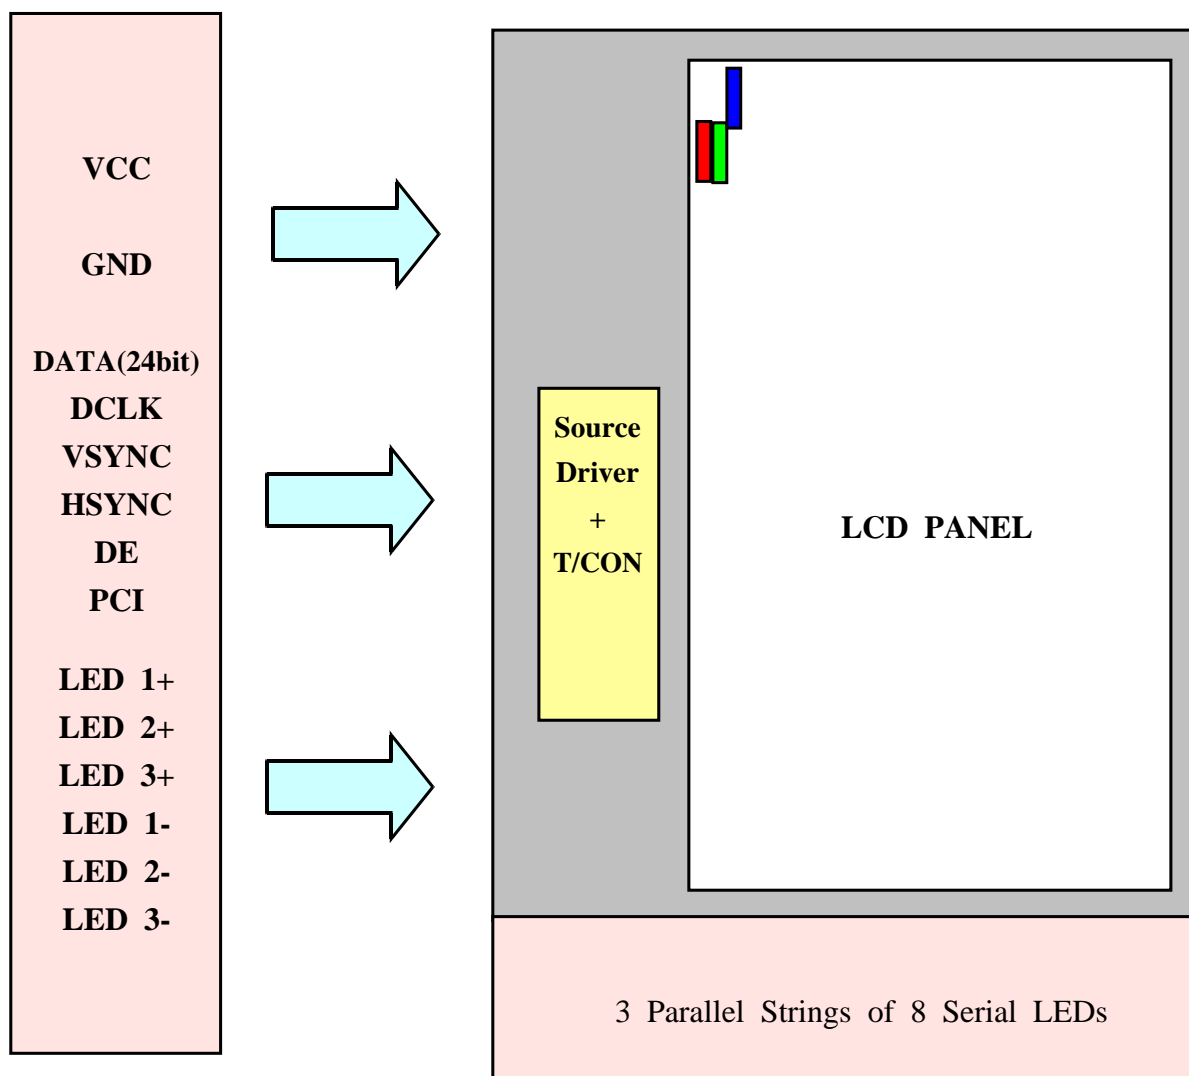 VCC
GND
DATA(24bit)
DCLK
VSYNC
HSYNC
DE
PCI
LED 1+
LED 2+
LED 3+
LED 1-
LED 2-
LED 3-
Source
Driver
+
T/CON
LCD PANEL
3 Parallel Strings of 8 Serial LEDs